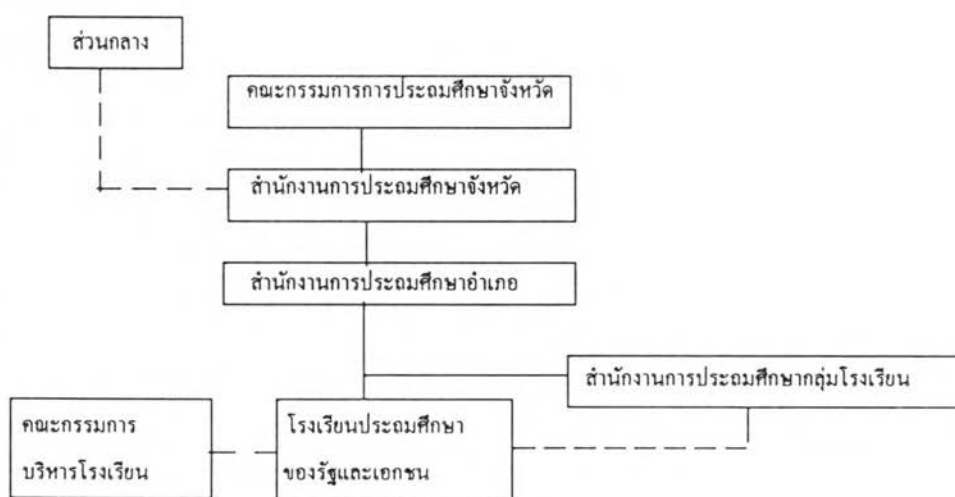 ส่วนกลาง
คณะกรรมการการประถมศึกษาจังหวัด
สำนักงานการประถมศึกษาจังหวัด
สำนักงานการประถมศึกษาอำเภอ
สำนักงานการประถมศึกษากลุ่มโรงเรียน
คณะกรรมการ
บริหารโรงเรียน
โรงเรียนประถมศึกษา
ของรัฐและเอกชน